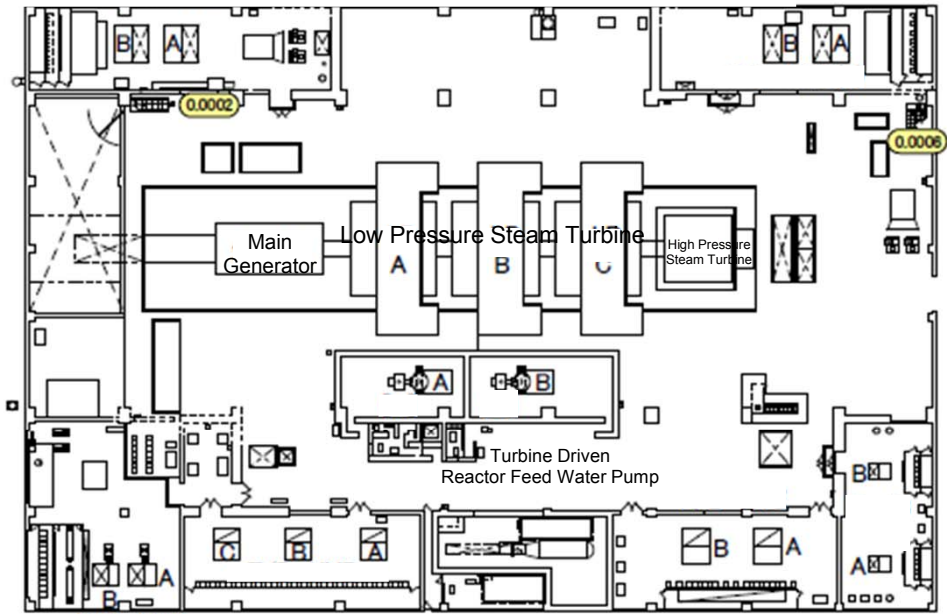 B A
B A
0.0002
0.0006
Low Pressure Steam Turbine
Main
Generator
High Pressure
Steam Turbine
A B C
A B
Turbine Driven
Reactor Feed Water Pump
B
C B A
B A
A
A
B